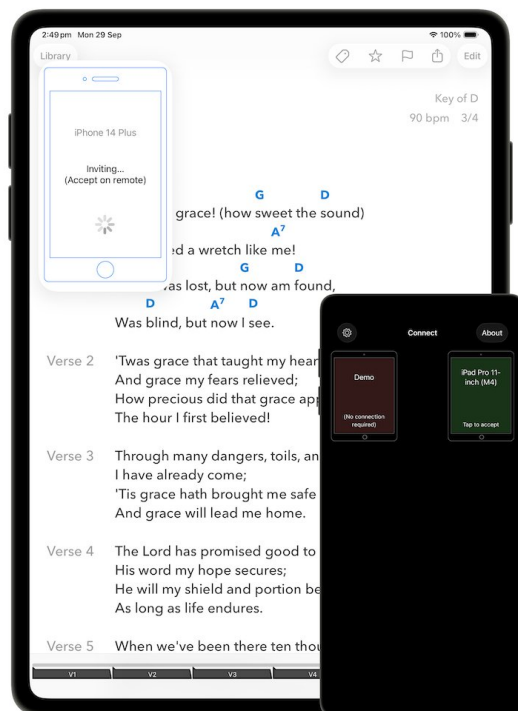 2:49 pm Mon 29 Sep
100%
Library
Edit
iPhone 14 Plus
Inviting...
(Accept on remote)
Key of D
90 bpm 3/4
G D
grace! (how sweet the sound)
A7
ed a wretch like me!
G D
as lost, but now am found,
D A7 D
Was blind, but now I see.
Verse 2 'Twas grace that taught my hear
And grace my fears relieved;
How precious did that grace app
The hour I first believed!
Verse 3 Through many dangers, toils, an
I have already come;
'Tis grace hath brought me safe
And grace will lead me home.
Verse 4 The Lord has promised good to
His word my hope secures;
He will my shield and portion be
As long as life endures.
Verse 5 When we've been there ten thou
V1 V2 V3 V4
Connect
About
Demo
(No connection
required)
iPad Pro 11-
inch (M4)
Tap to accept